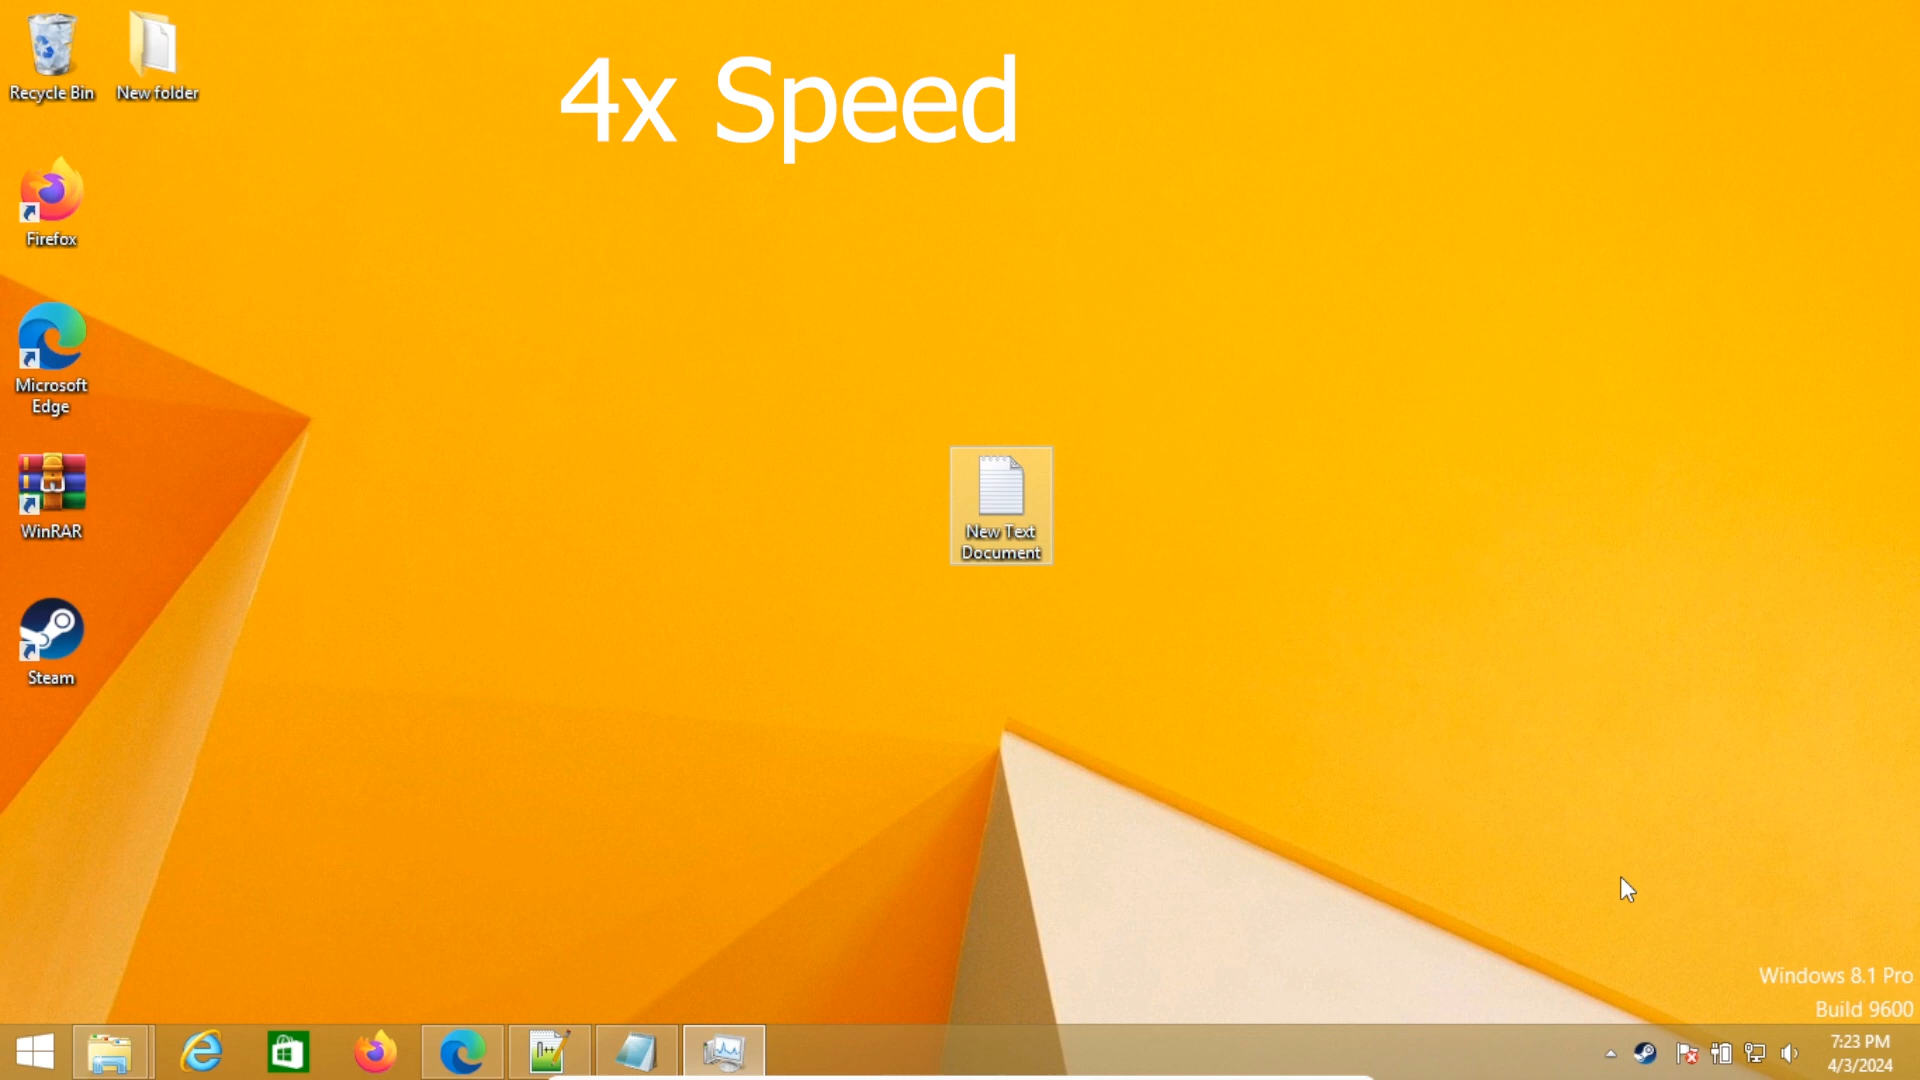 4x Speed
Recycle Bin
New folder
Firefox
Microsoft
Edge
WinRAR
Steam
New Text
Document
Windows 8.1 Pro
Build 9600
7:23 PM
4/3/2024